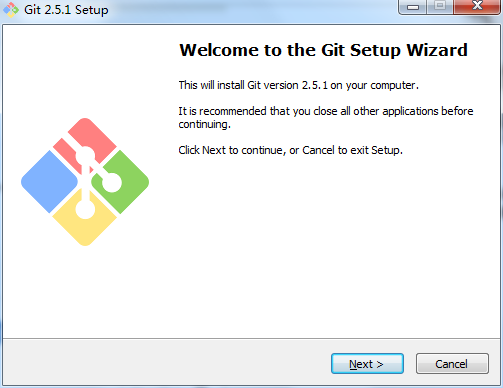 Git 2.5.1 Setup
Welcome to the Git Setup Wizard
This will install Git version 2.5.1 on your computer.
It is recommended that you close all other applications before
continuing.
Click Next to continue, or Cancel to exit Setup.
Next >
Cancel